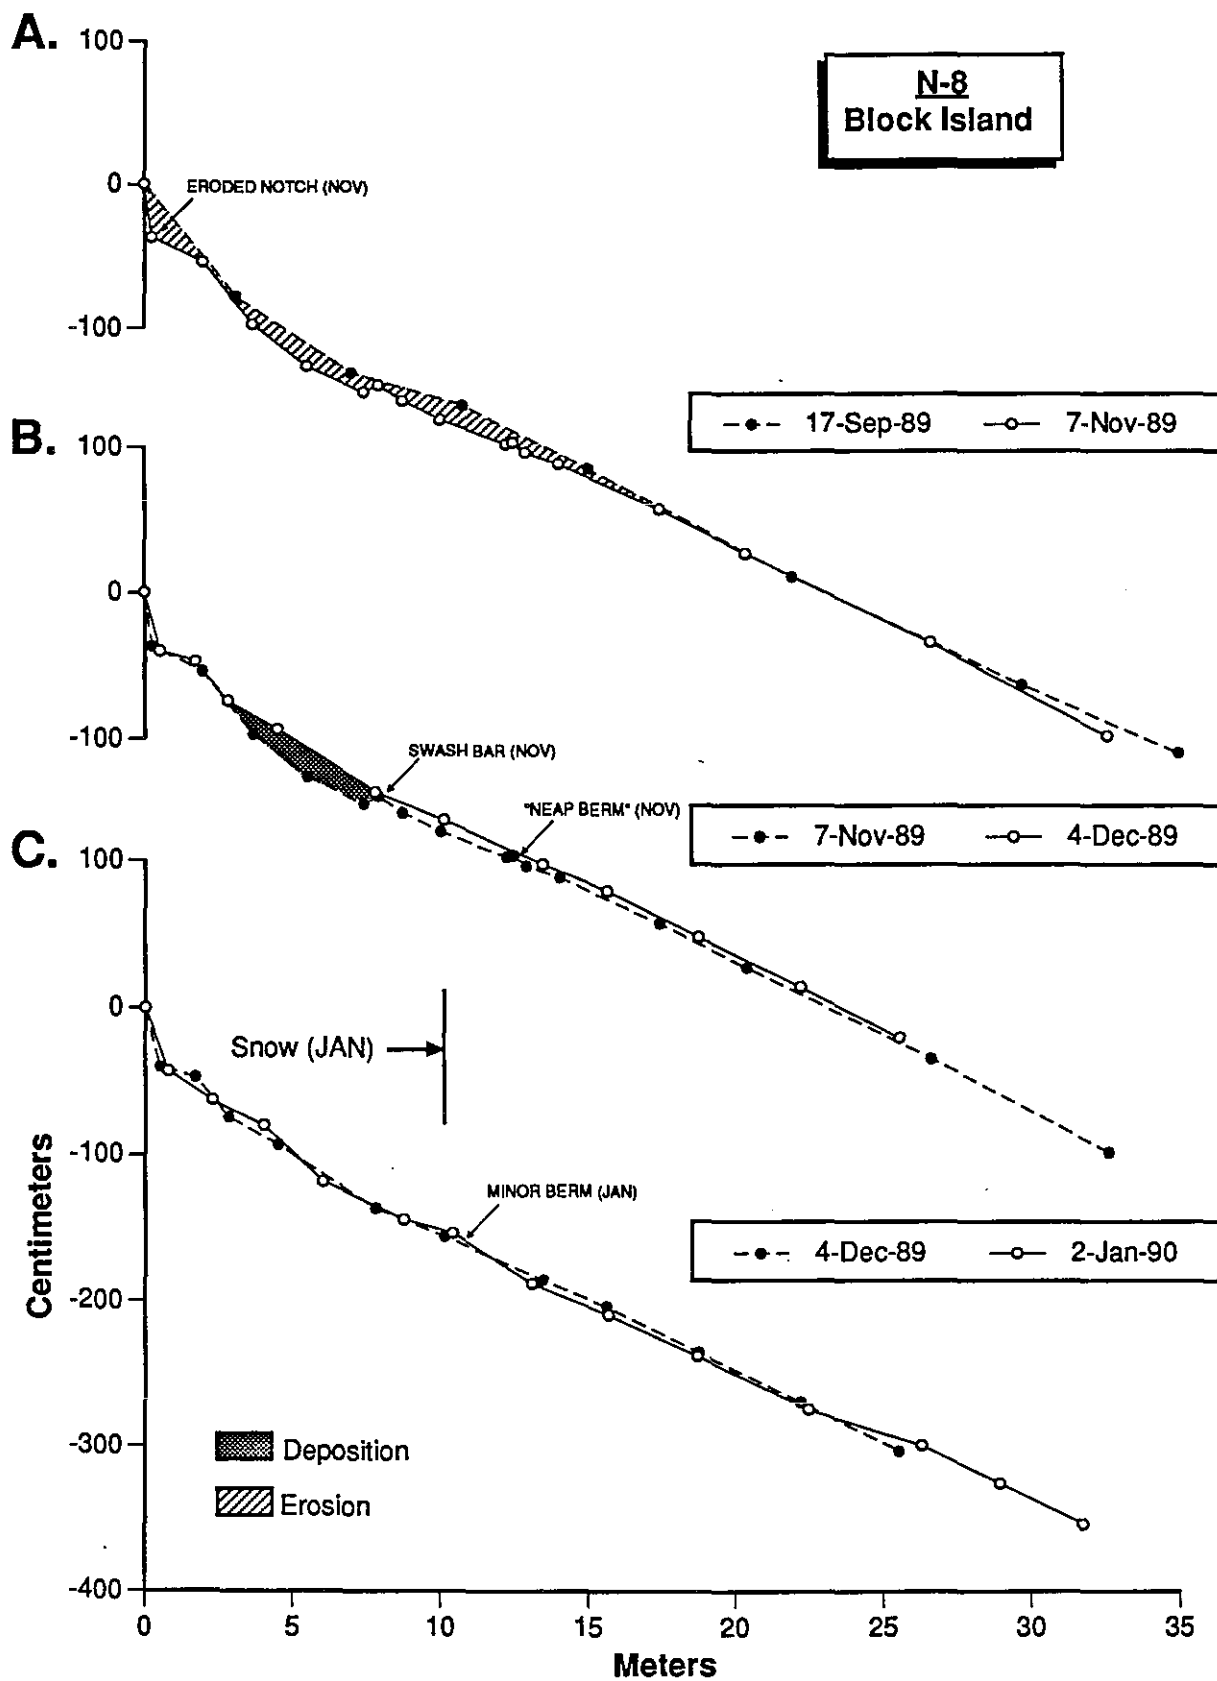 A.
100
0
-100
N-8
Block Island
ERODED NOTCH (NOV)
17-Sep-89 7-Nov-89
B.
100
0
-100
SWASH BAR (NOV)
"NEAP BERM" (NOV)
7-Nov-89 4-Dec-89
C.
100
0
-100
-200
-300
-400
Snow (JAN)
MINOR BERM (JAN)
4-Dec-89 2-Jan-90
Centimeters
Deposition
Erosion
0 5 10 15 20 25 30 35
Meters